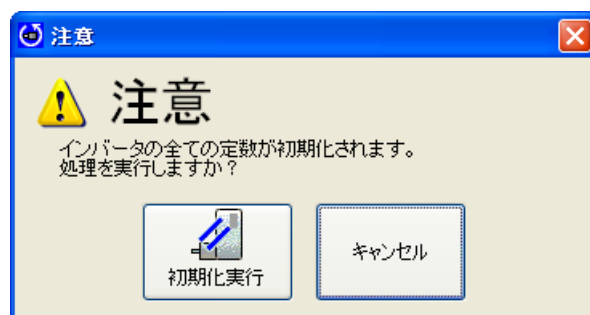 注意
注意
インバータの全ての定数が初期化されます。
処理を実行しますか？
初期化実行
キャンセル